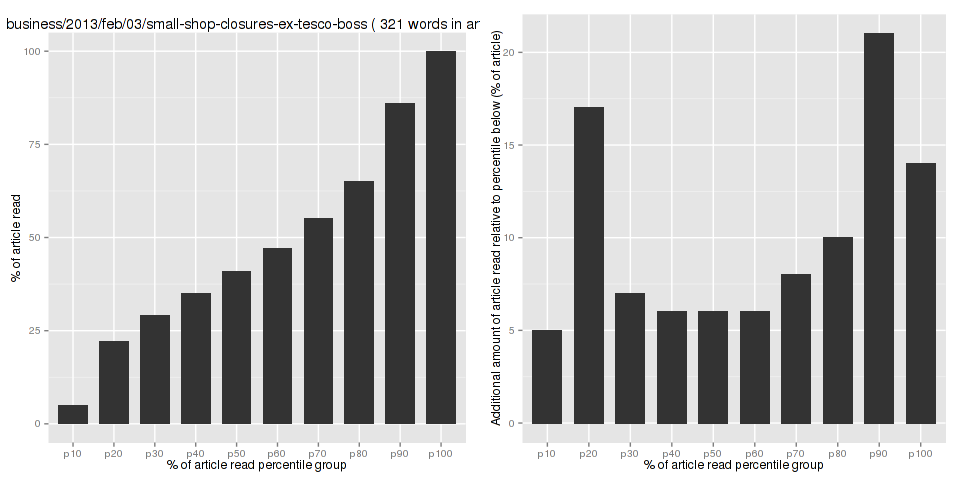 business/2013/feb/03/small-shop-closures-ex-tesco-boss ( 321 words in ar
100
75
50
25
0
% of article read
p10 p20 p30 p40 p50 p60 p70 p80 p90 p100
% of article read percentile group
20
15
10
5
0
Additional amount of article read relative to percentile below (% of article)
p10 p20 p30 p40 p50 p60 p70 p80 p90 p100
% of article read percentile group